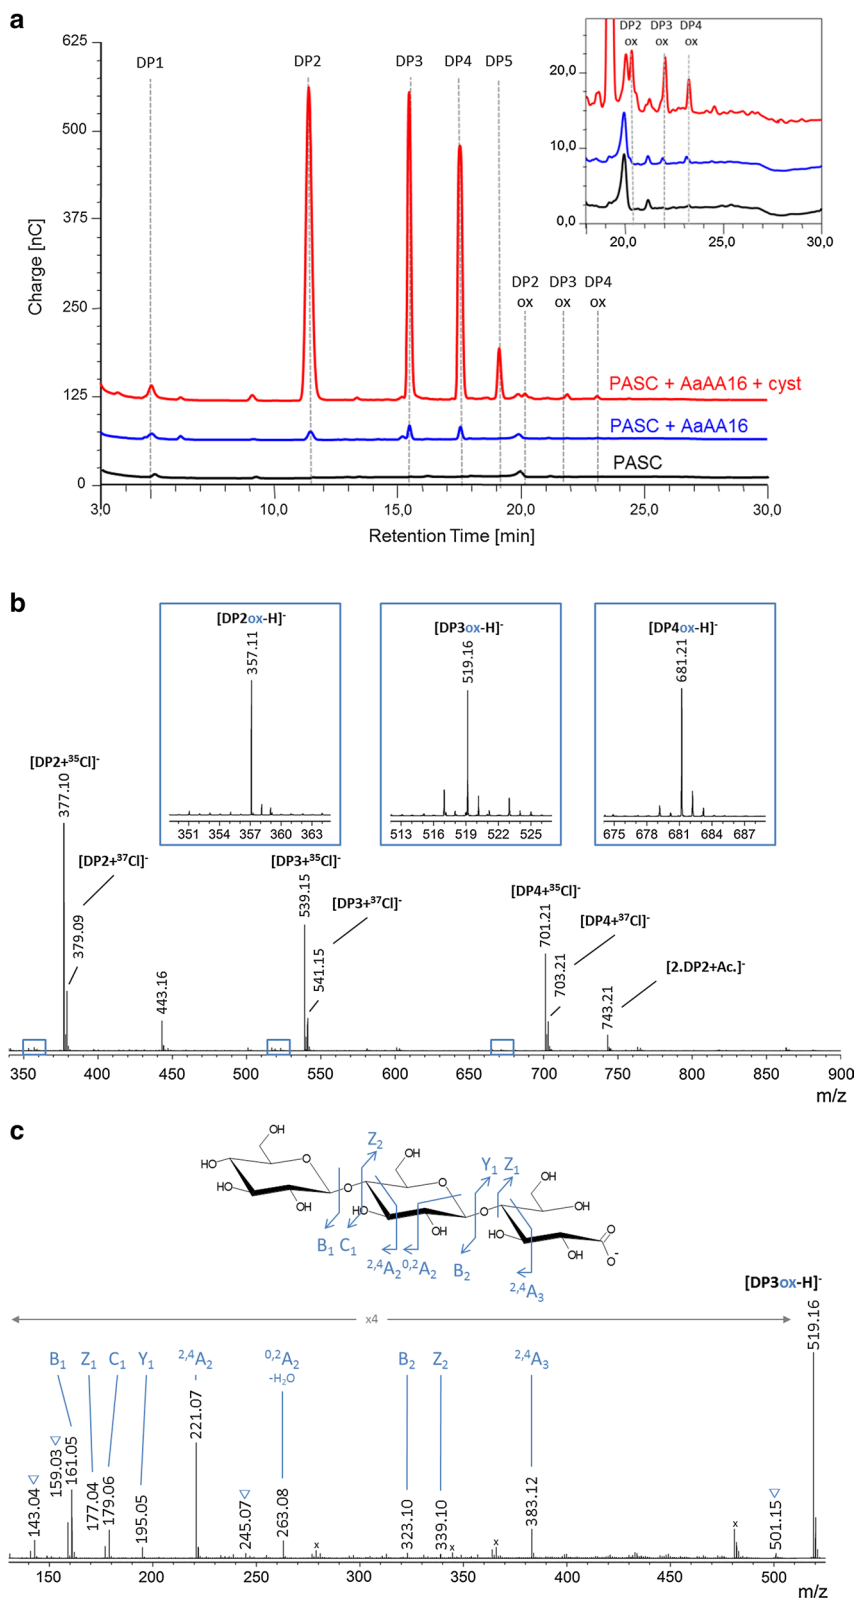 a
625
500
375
250
125
0
Charge [nC]
DP1
DP2
DP3
DP4
DP5
DP2 ox
DP3 ox
DP4 ox
PASC + AaAA16 + cyst
PASC + AaAA16
PASC
3,0
10,0
15,0
20,0
25,0
30,0
Retention Time [min]
DP2 ox
DP3 ox
DP4 ox
20,0
10,0
0,0
20,0
25,0
30,0
b
[DP2ox-H]-
357.11
351 354 357 360 363
[DP3ox-H]-
519.16
513 516 519 522 525
[DP4ox-H]-
681.21
675 678 681 684 687
[DP2+35Cl]-
377.10
[DP2+37Cl]-
379.09
443.16
[DP3+35Cl]-
539.15
[DP3+37Cl]-
541.15
[DP4+35Cl]-
701.21
[DP4+37Cl]-
703.21
[2.DP2+Ac.]-
743.21
350 400 450 500 550 600 650 700 750 800 850 900
m/z
c
OH
HO
OH
OH
O
O
Z2
OH
HO
OH
O
O
Y1 Z1
OH
OH
OH
OH
O
O-
B1 C1
2,4A2 0,2A2
B2
2,4A3
[DP3ox-H]-
519.16
x4
B1
Z1
C1
Y1
2,4A2
0,2A2
-H2O
B2
Z2
2,4A3
143.04
159.03
161.05
177.04
179.06
195.05
221.07
245.07
263.08
x
323.10
339.10
x
x
383.12
x
501.15
150 200 250 300 350 400 450 500
m/z